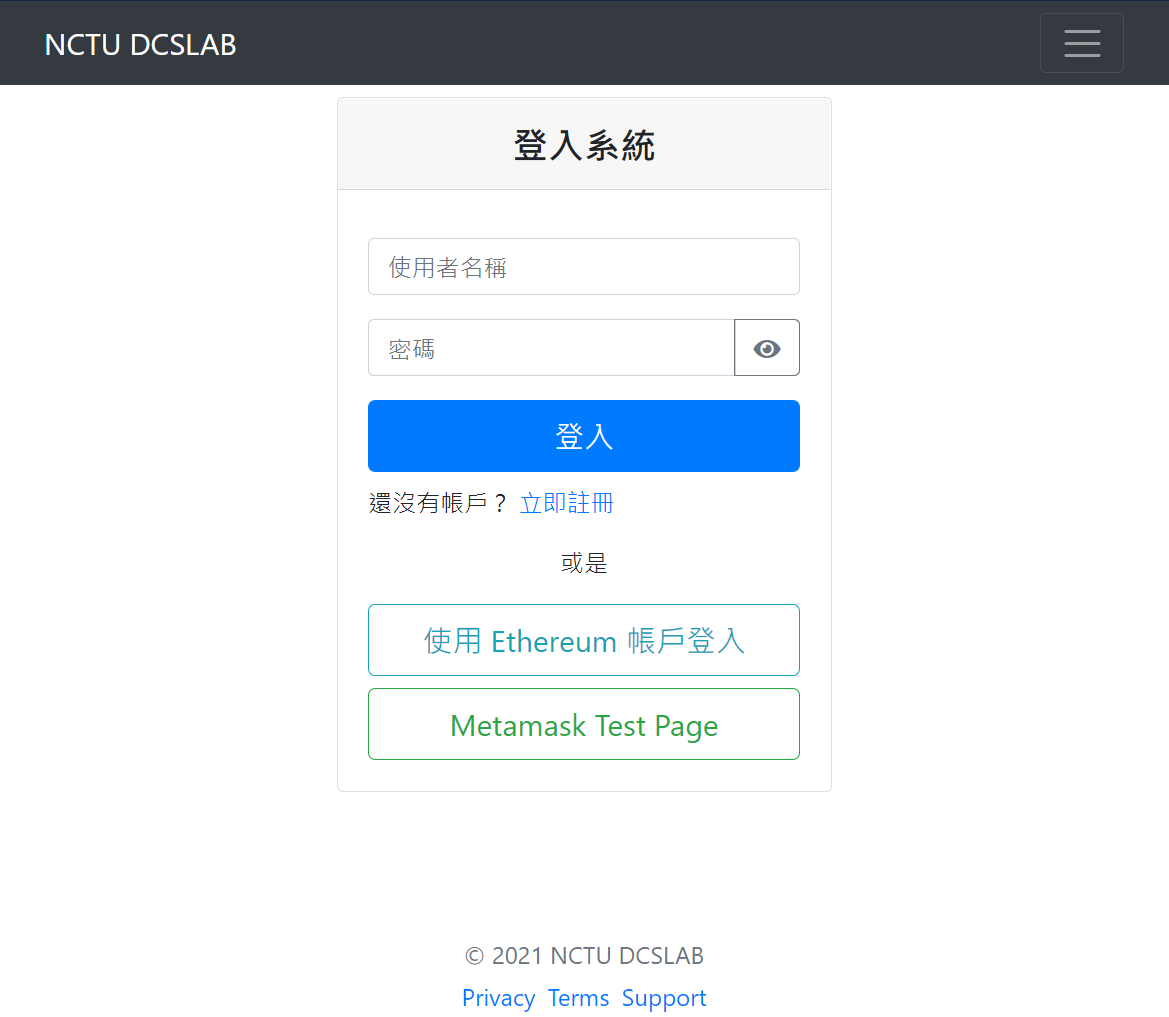 NCTU DCSLAB
登入系統
使用者名稱
密碼
登入
還沒有帳戶？ 立即註冊
或是
使用 Ethereum 帳戶登入
Metamask Test Page
© 2021 NCTU DCSLAB
Privacy Terms Support